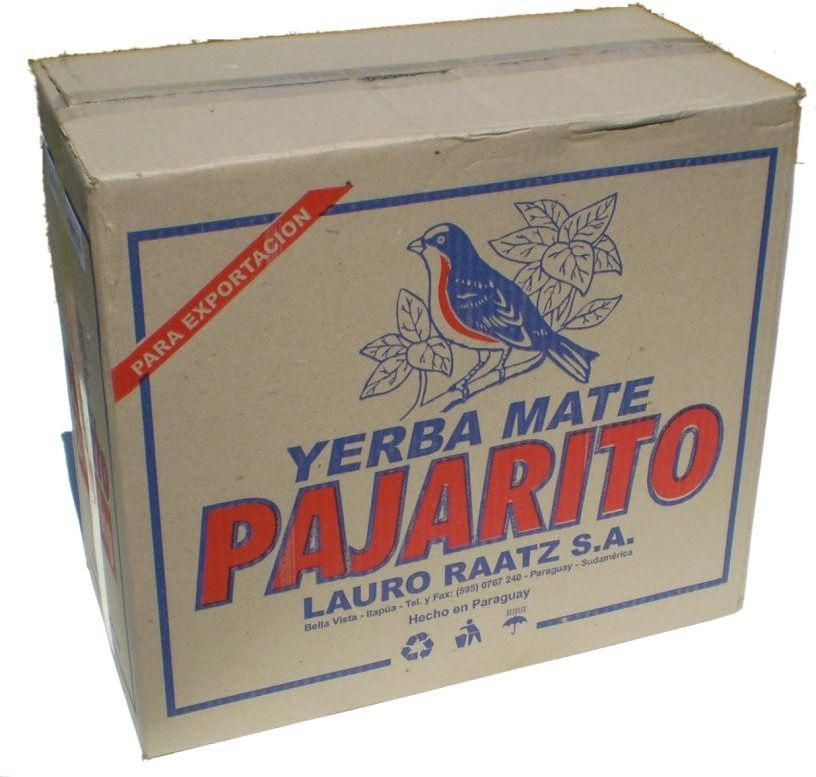 PARA EXPORTACION
YERBA MATE
PAJARITO
LAURO RAATZ S.A.
Bella Vista - Itapúa - Tel. y Fax: (595) 0767 240 - Paraguay - Sudamérica
Hecho en Paraguay